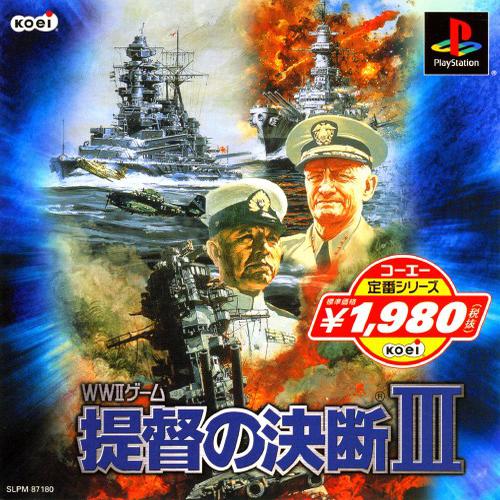 KOEI
PlayStation
コーエー
定番シリーズ
標準価格
¥1,980(税抜)
KOEI
WWIIゲーム
提督の決断®III
SLPM 87180